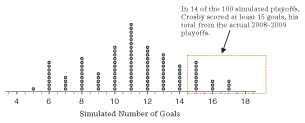 In 14 of the 100 simulated playoffs,
Crosby scored at least 15 goals, his
total from the actual 2008–2009
playoffs.
4 6 8 10 12 14 16 18
Simulated Number of Goals